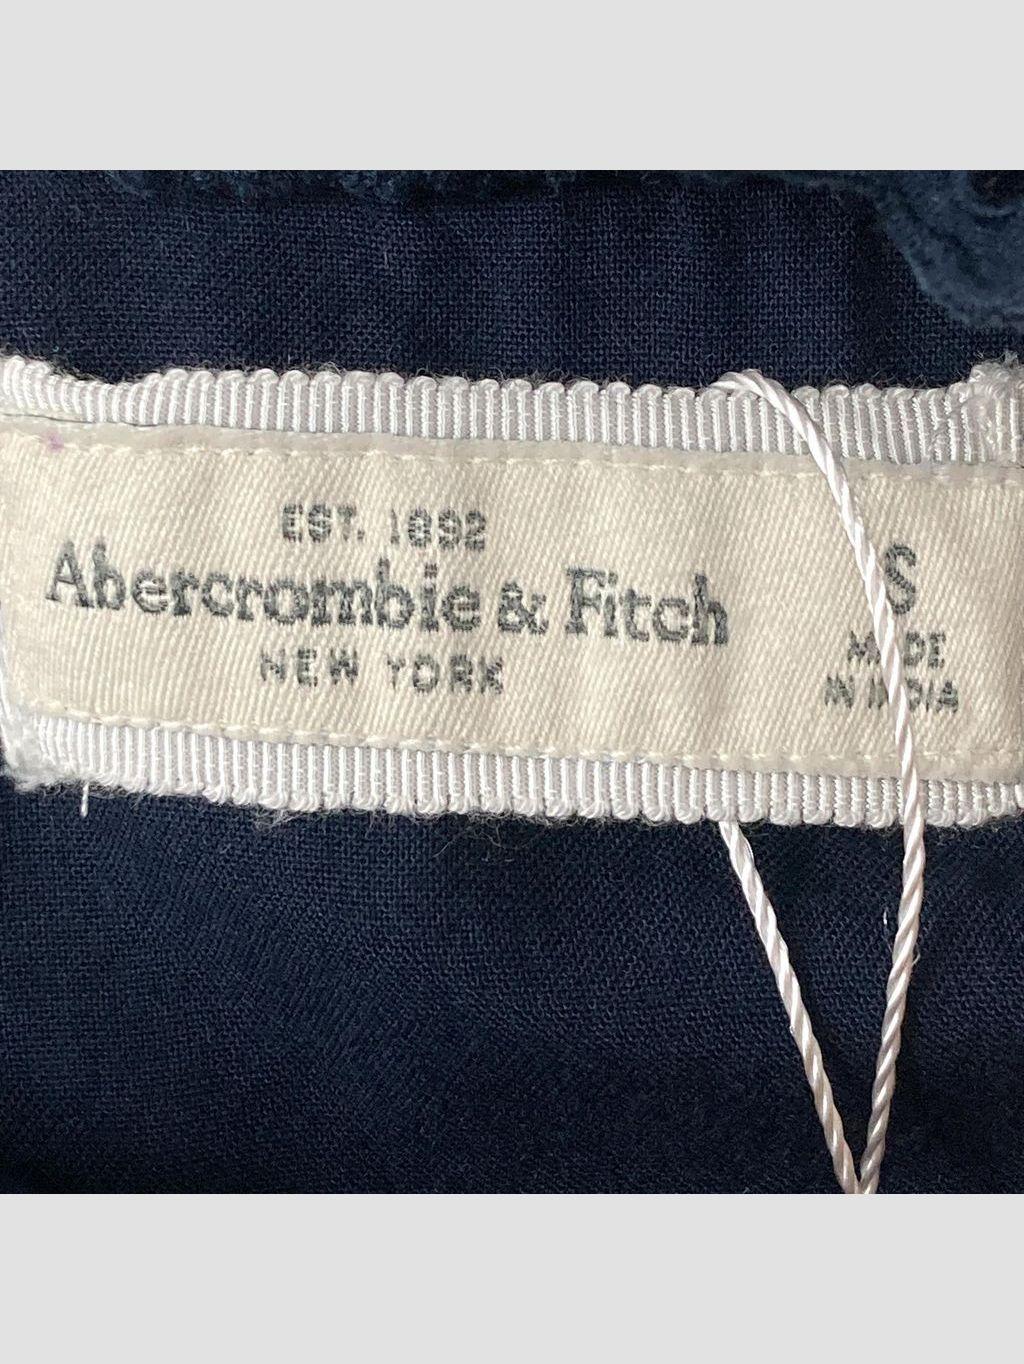 EST. 1892
Abercrombie & Fitch
NEW YORK
S
MADE
IN INDIA